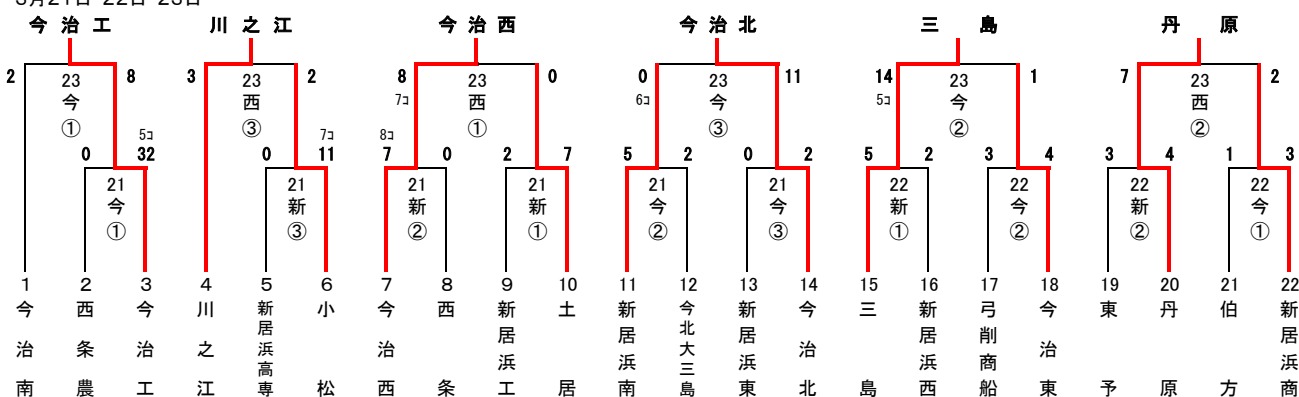 3月21日･22日･23日
今治工 川之江 今治西 今治北 三島 丹原
2 8 3 2 8 0 0 11 14 1 7 2
23 23 23 23 23 23
7コ 6コ 5コ
今 西 西 今 今 西
① ③ ① ③ ② ②
5コ 7コ 8コ
0 32 0 11 7 0 2 7 5 2 0 2 5 2 3 4 3 4 1 3
21 21 21 21 21 21 22 22 22 22
今 新 新 新 今 今 新 今 新 今
① ③ ② ① ② ③ ① ② ② ①
1 2 3 4 5 6 7 8 9 10 11 12 13 14 15 16 17 18 19 20 21 22
今治南
西条農
今治工
川之江
新居浜高専
小松
今治西
西条
新居浜工
土居
新居浜南
今北大三島
新居浜東
今治北
三島
新居浜西
弓削商船
今治東
東予
丹原
伯方
新居浜商